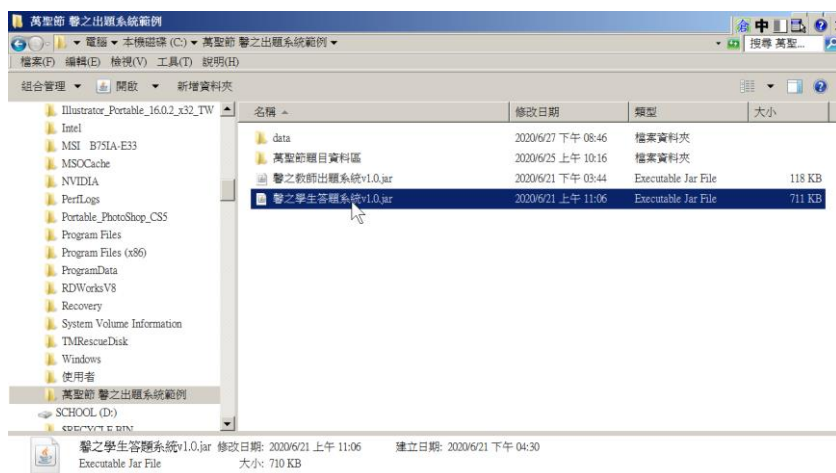 萬聖節 馨之出題系統範例
中
電腦 本機磁碟 (C:) 萬聖節 馨之出題系統範例
搜尋 萬聖...
檔案(F) 編輯(E) 檢視(V) 工具(T) 說明(H)
組合管理 開啟 新增資料夾
名稱 修改日期 類型 大小
Illustrator_Portable_16.0.2_x32_TW
Intel
MSI B75IA-E33
MSOCache
NVIDIA
PerfLogs
Portable_PhotoShop_CS5
Program Files
Program Files (x86)
ProgramData
RDWorksV8
Recovery
System Volume Information
TMRescueDisk
Windows
使用者
萬聖節 馨之出題系統範例
SCHOOL (D:)
$RECYCLE.BIN
data 2020/6/27 下午 08:46 檔案資料夾
萬聖節題目資料區 2020/6/25 上午 10:16 檔案資料夾
馨之教師出題系統v1.0.jar 2020/6/21 下午 03:44 Executable Jar File 118 KB
馨之學生答題系統v1.0.jar 2020/6/21 上午 11:06 Executable Jar File 711 KB
馨之學生答題系統v1.0.jar 修改日期: 2020/6/21 上午 11:06 建立日期: 2020/6/21 下午 04:30
Executable Jar File 大小: 710 KB